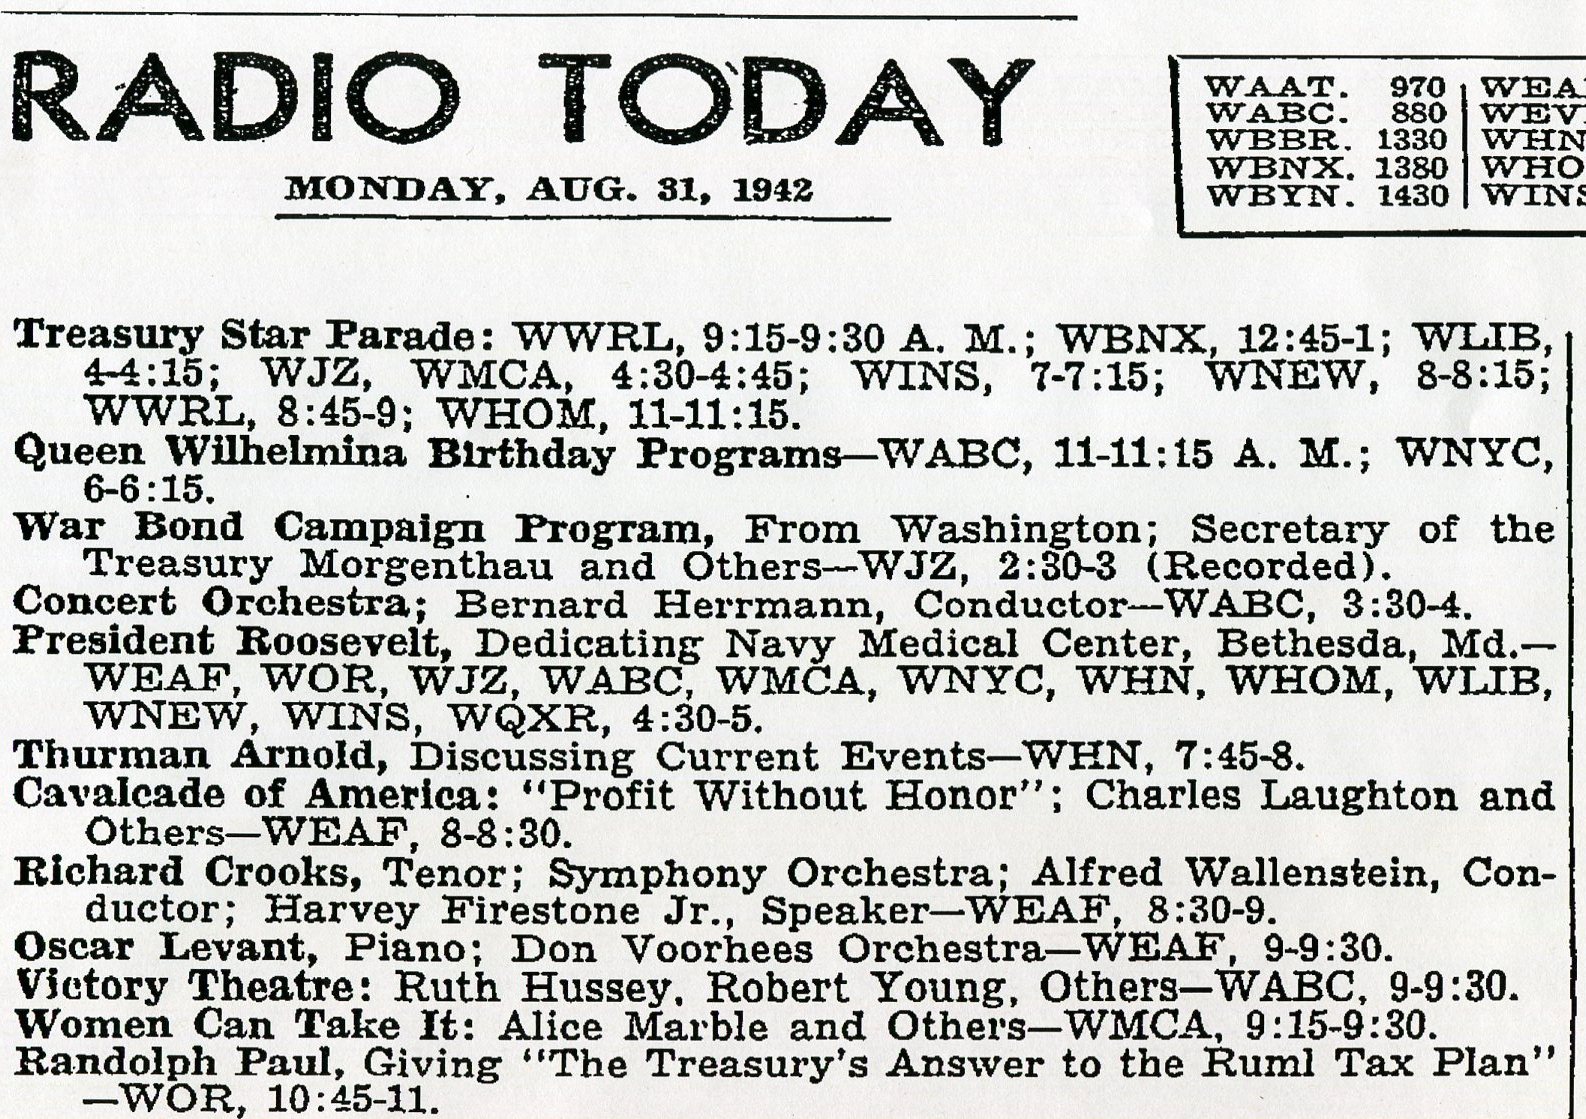 RADIO TODAY
MONDAY, AUG. 31, 1942
WAAT. 970
WABC. 880
WBBR. 1330
WBNX. 1380
WBYN. 1430
WEA
WEV
WHN
WHO
WINS
Treasury Star Parade: WWRL, 9:15-9:30 A. M.; WBNX, 12:45-1; WLIB,
4-4:15; WJZ, WMCA, 4:30-4:45; WINS, 7-7:15; WNEW, 8-8:15;
WWRL, 8:45-9; WHOM, 11-11:15.
Queen Wilhelmina Birthday Programs—WABC, 11-11:15 A. M.; WNYC,
6-6:15.
War Bond Campaign Program, From Washington; Secretary of the
Treasury Morgenthau and Others—WJZ, 2:30-3 (Recorded).
Concert Orchestra; Bernard Herrmann, Conductor—WABC, 3:30-4.
President Roosevelt, Dedicating Navy Medical Center, Bethesda, Md.—
WEAF, WOR, WJZ, WABC, WMCA, WNYC, WHN, WHOM, WLIB,
WNEW, WINS, WQXR, 4:30-5.
Thurman Arnold, Discussing Current Events—WHN, 7:45-8.
Cavalcade of America: "Profit Without Honor"; Charles Laughton and
Others—WEAF, 8-8:30.
Richard Crooks, Tenor; Symphony Orchestra; Alfred Wallenstein, Con-
ductor; Harvey Firestone Jr., Speaker—WEAF, 8:30-9.
Oscar Levant, Piano; Don Voorhees Orchestra—WEAF, 9-9:30.
Victory Theatre: Ruth Hussey, Robert Young, Others—WABC, 9-9:30.
Women Can Take It: Alice Marble and Others—WMCA, 9:15-9:30.
Randolph Paul, Giving "The Treasury's Answer to the Ruml Tax Plan"
—WOR, 10:45-11.